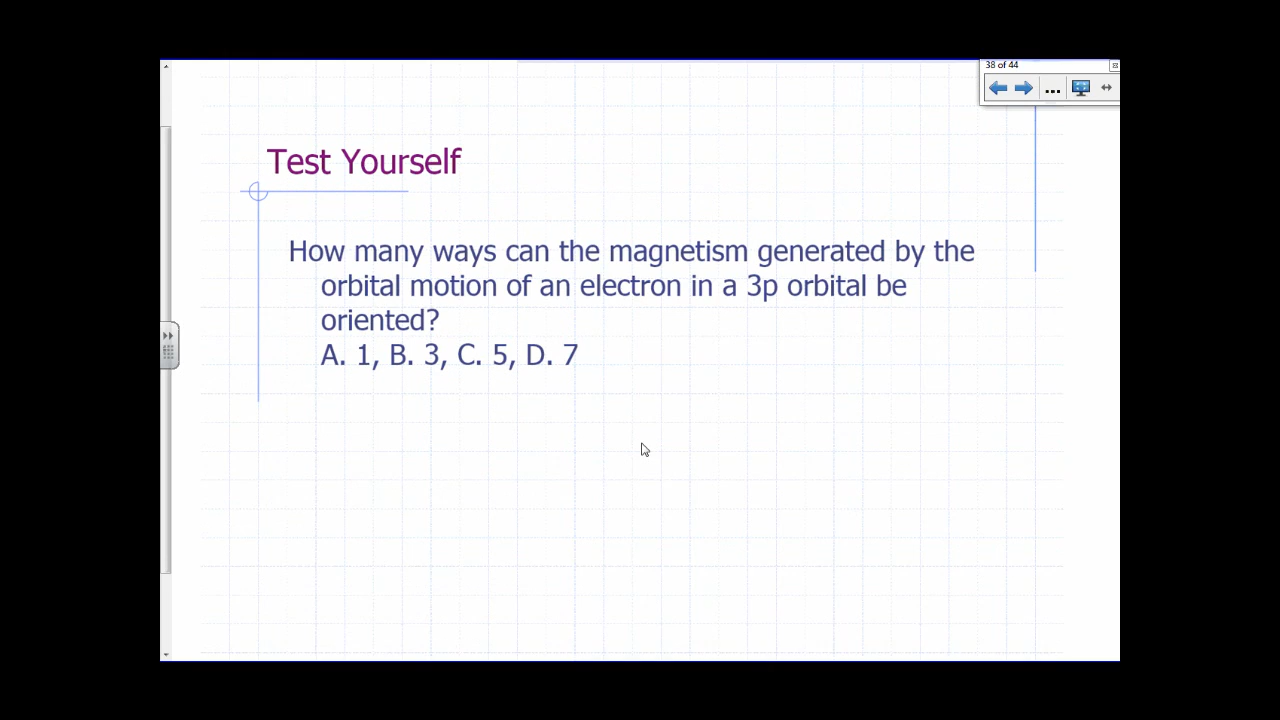 38 of 44
Test Yourself
How many ways can the magnetism generated by the
orbital motion of an electron in a 3p orbital be
oriented?
A. 1, B. 3, C. 5, D. 7